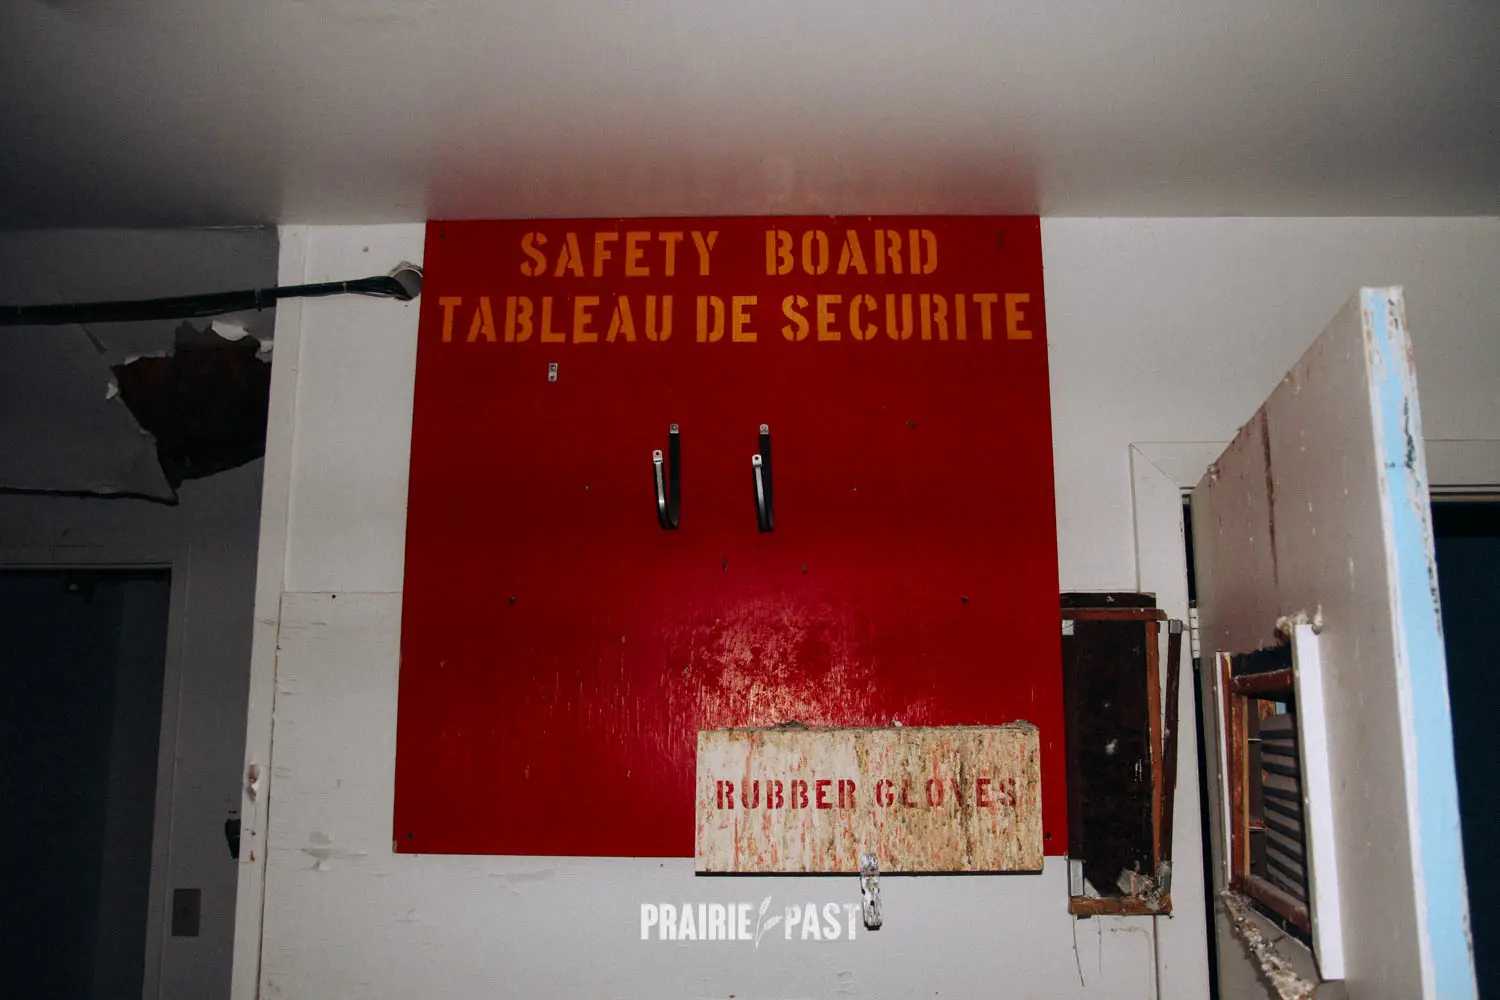 SAFETY BOARD
TABLEAU DE SECURITE
RUBBER GLOVES
PRAIRIE PAST